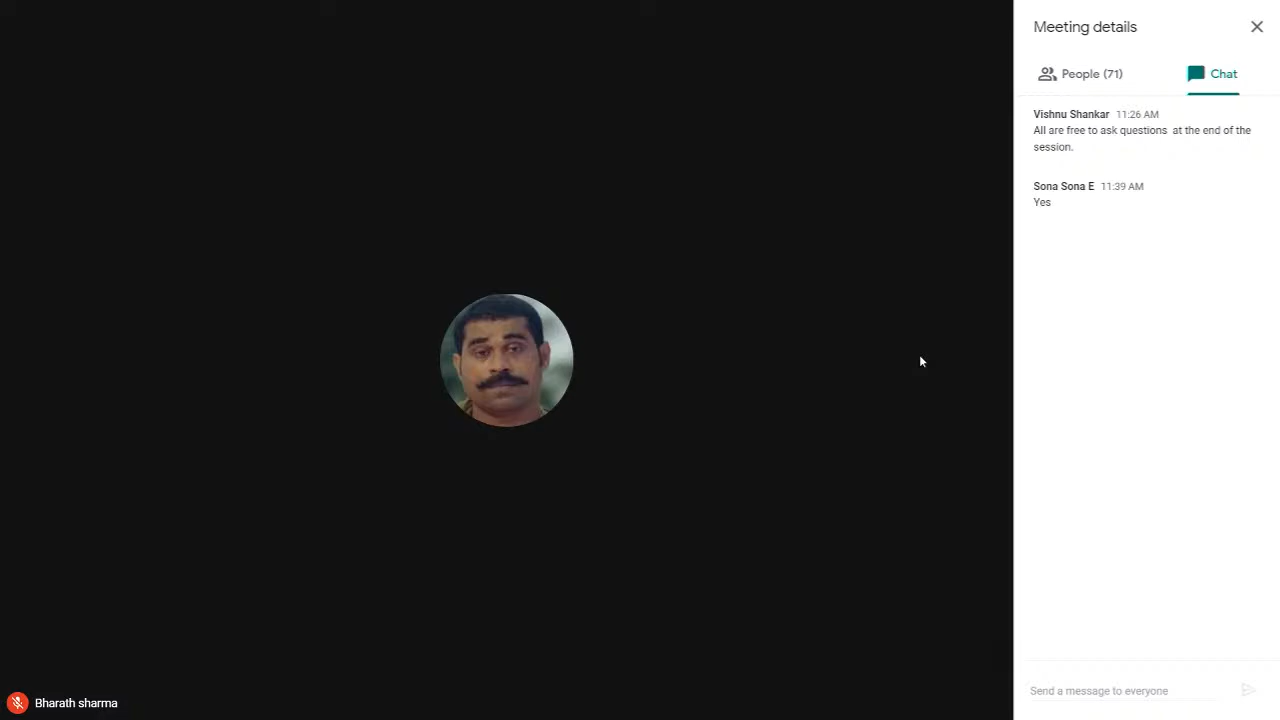 Meeting details
People (71)
Chat
Vishnu Shankar 11:26 AM
All are free to ask questions at the end of the
session.
Sona Sona E 11:39 AM
Yes
Send a message to everyone
Bharath sharma